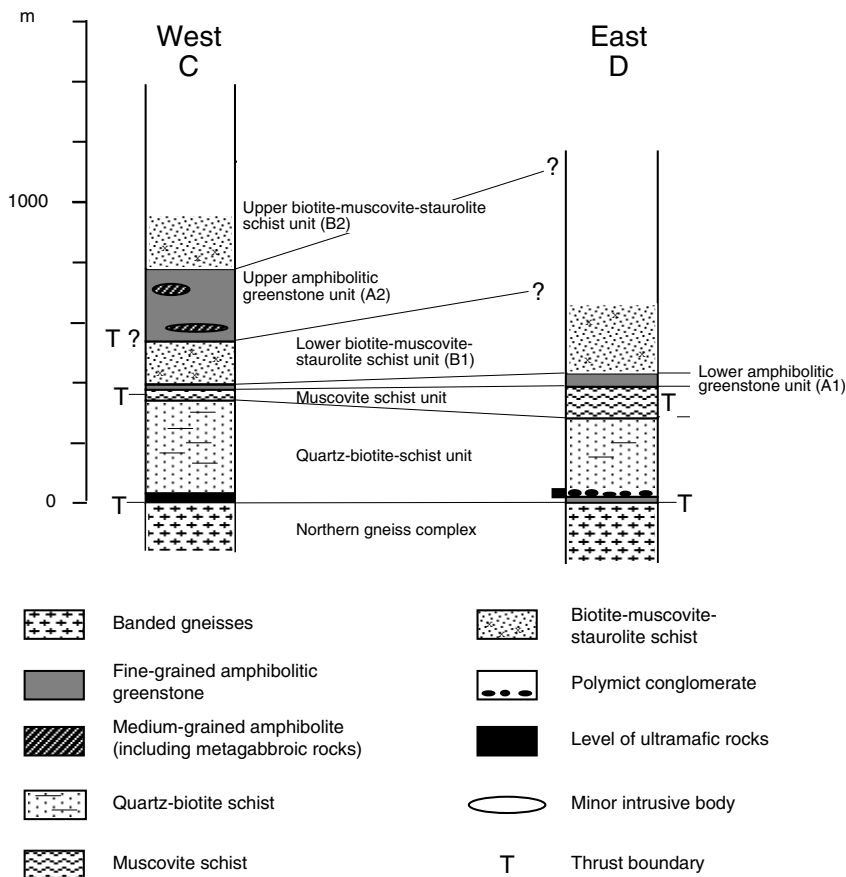 m
West
C
East
D
1000
0
?
Upper biotite-muscovite-staurolite
schist unit (B2)
Upper amphibolitic
greenstone unit (A2)
?
T ?
Lower biotite-muscovite-
staurolite schist unit (B1)
Lower amphibolitic
greenstone unit (A1)
T
Muscovite schist unit
T
Quartz-biotite-schist unit
T
T
Northern gneiss complex
Banded gneisses
Fine-grained amphibolitic
greenstone
Medium-grained amphibolite
(including metagabbroic rocks)
Quartz-biotite schist
Muscovite schist
Biotite-muscovite-
staurolite schist
Polymict conglomerate
Level of ultramafic rocks
Minor intrusive body
T
Thrust boundary